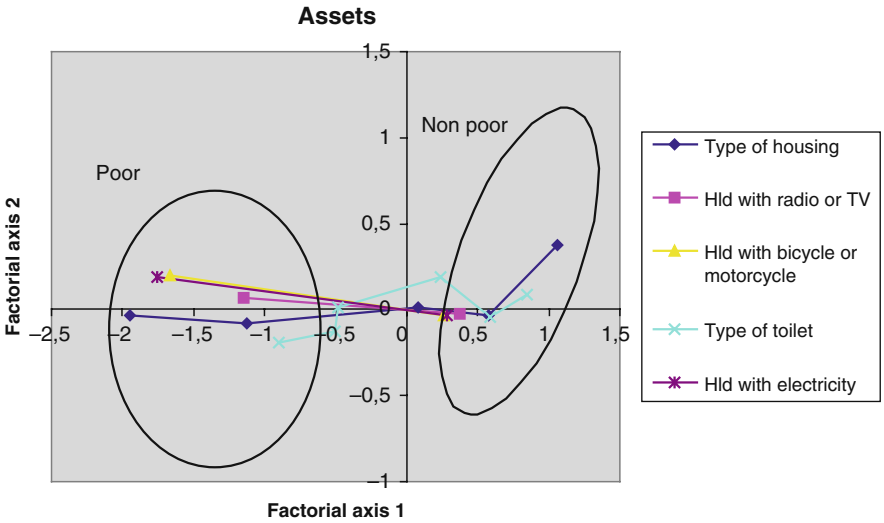 Assets
1,5
1
0,5
0
−0,5
−1
−2,5
−2
−1,5
−1
−0,5
0
0,5
1
1,5
Poor
Non poor
Factorial axis 2
Factorial axis 1
Type of housing
Hld with radio or TV
Hld with bicycle or
motorcycle
Type of toilet
Hld with electricity